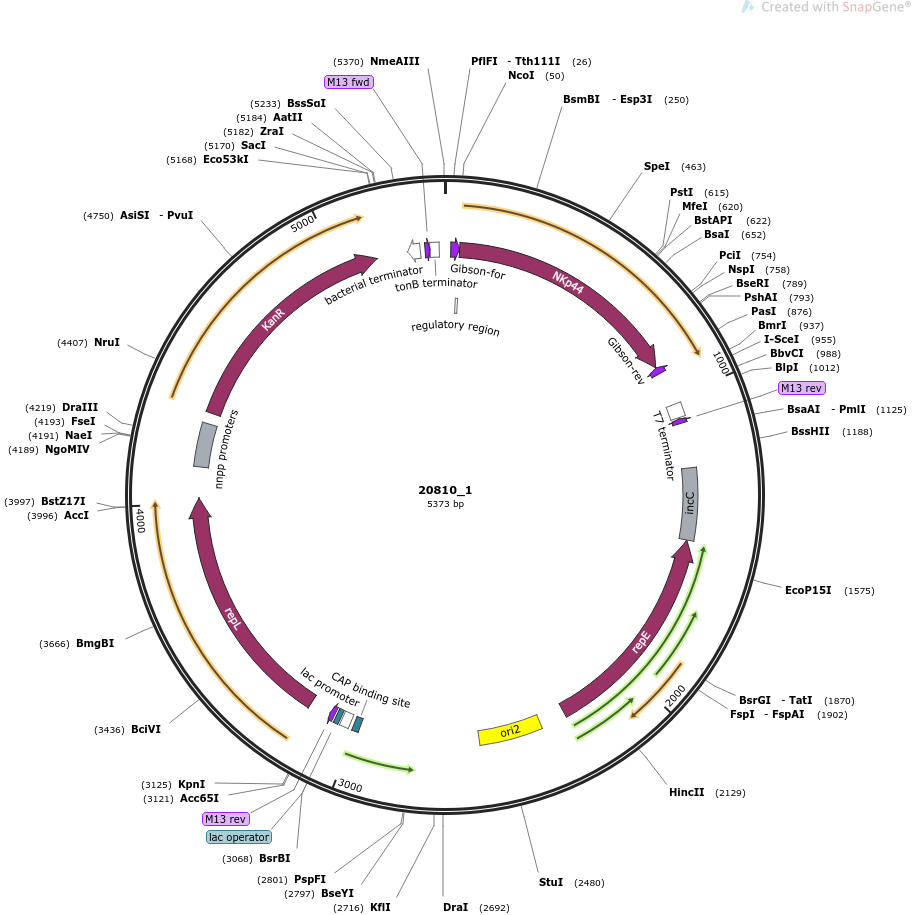 Created with SnapGene®
(5370) NmeAIII
PflFI - Tth111I (26)
M13 fwd
NcoI (50)
(5233) BssSαI
BsmBI - Esp3I (250)
(5184) AatII
(5182) ZraI
(5170) SacI
(5168) Eco53kI
SpeI (463)
PstI (615)
MfeI (620)
(4750) AsiSI - PvuI
BstAPI (622)
BsaI (652)
5000
PciI (754)
NspI (758)
bacterial terminator
Gibson-for
NKp44
BseRI (789)
tonB terminator
PshAI (793)
KanR
PasI (876)
regulatory region
BmrI (937)
(4407) NruI
I-SceI (955)
Gibson-rev
1000
BbvCI (988)
BlpI (1012)
M13 rev
(4219) DraIII
BsaAI - PmlI (1125)
(4193) FseI
(4191) NaeI
T7 terminator
BssHII (1188)
(4189) NgoMIV
nnpp promoters
20810_1
5373 bp
(3997) BstZ17I
incC
(3996) AccI
4000
EcoP15I (1575)
repL
repE
(3666) BmgBI
lac promoter
CAP binding site
2000
BsrGI - TatI (1870)
FspI - FspAI (1902)
(3436) BciVI
ori2
(3125) KpnI
3000
HincII (2129)
(3121) Acc65I
M13 rev
lac operator
(3068) BsrBI
(2801) PspFI
StuI (2480)
(2797) BseYI
(2716) KflI
DraI (2692)